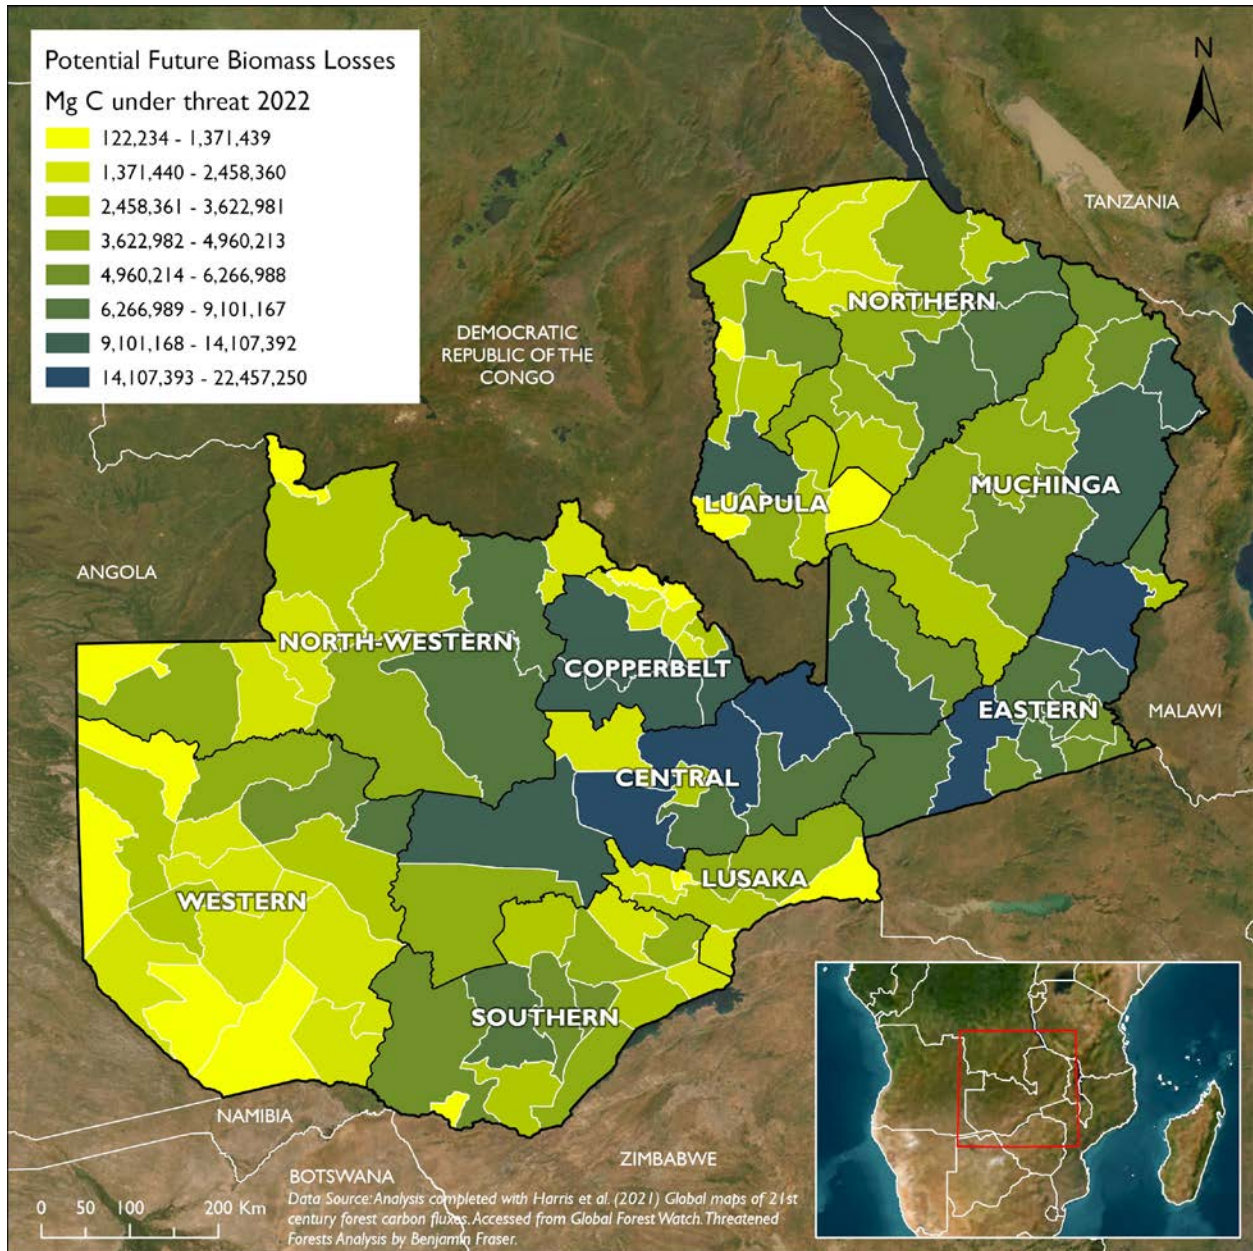 Potential Future Biomass Losses
Mg C under threat 2022
122,234 - 1,371,439
1,371,440 - 2,458,360
2,458,361 - 3,622,981
3,622,982 - 4,960,213
4,960,214 - 6,266,988
6,266,989 - 9,101,167
9,101,168 - 14,107,392
14,107,393 - 22,457,250
N
TANZANIA
NORTHERN
DEMOCRATIC
REPUBLIC OF THE
CONGO
MUCHINGA
LUAPULA
ANGOLA
NORTH-WESTERN
COPPERBELT
EASTERN
MALAWI
CENTRAL
LUSAKA
WESTERN
SOUTHERN
NAMIBIA
ZIMBABWE
BOTSWANA
Data Source: Analysis completed with Harris et al. (2021) Global maps of 21st
century forest carbon fluxes. Accessed from Global Forest Watch. Threatened
Forests Analysis by Benjamin Fraser.
0 50 100 200 Km